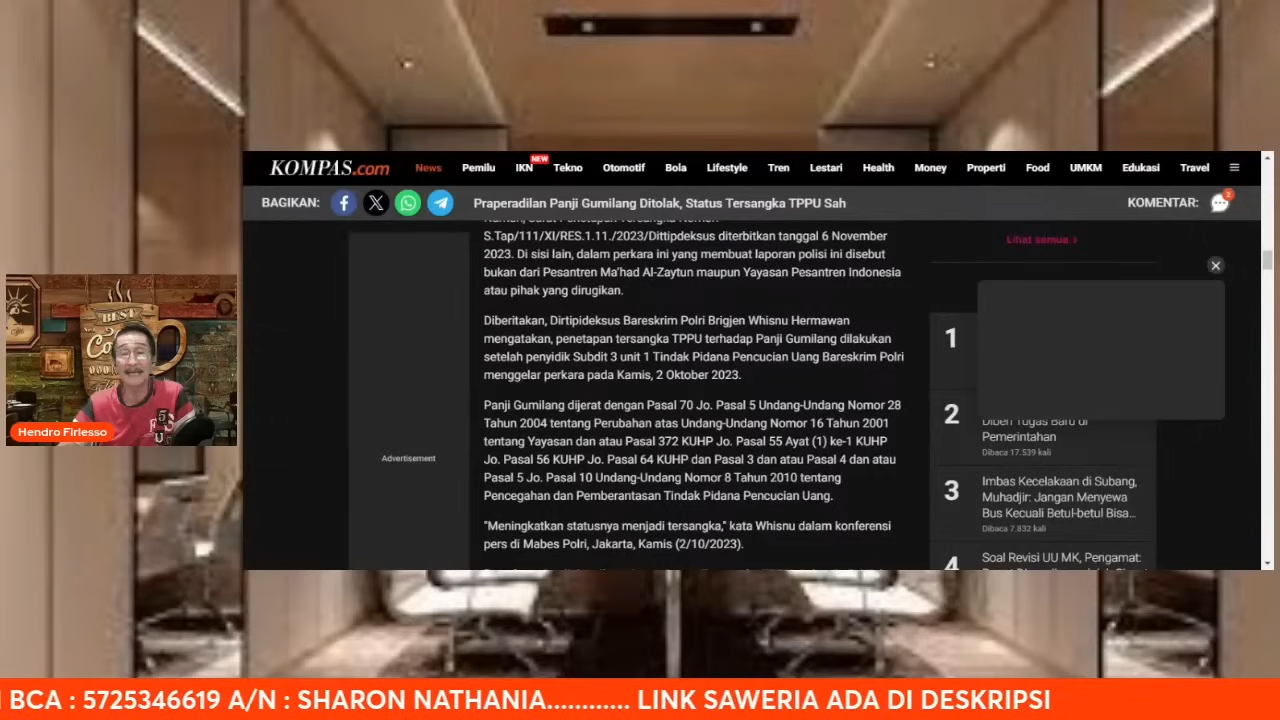 KOMPAS.com
News
Pemilu
IKN
NEW
Tekno
Otomotif
Bola
Lifestyle
Tren
Lestari
Health
Money
Properti
Food
UMKM
Edukasi
Travel
BAGIKAN:
Praperadilan Panji Gumilang Ditolak, Status Tersangka TPPU Sah
KOMENTAR:
2
S.Tap/111/XI/RES.1.11./2023/Dittipdeksus diterbitkan tanggal 6 November
2023. Di sisi lain, dalam perkara ini yang membuat laporan polisi ini disebut
bukan dari Pesantren Ma'had Al-Zaytun maupun Yayasan Pesantren Indonesia
atau pihak yang dirugikan.
Diberitakan, Dirtipideksus Bareskrim Polri Brigjen Whisnu Hermawan
mengatakan, penetapan tersangka TPPU terhadap Panji Gumilang dilakukan
setelah penyidik Subdit 3 unit 1 Tindak Pidana Pencucian Uang Bareskrim Polri
menggelar perkara pada Kamis, 2 Oktober 2023.
Panji Gumilang dijerat dengan Pasal 70 Jo. Pasal 5 Undang-Undang Nomor 28
Tahun 2004 tentang Perubahan atas Undang-Undang Nomor 16 Tahun 2001
tentang Yayasan dan atau Pasal 372 KUHP Jo. Pasal 55 Ayat (1) ke-1 KUHP
Jo. Pasal 56 KUHP Jo. Pasal 64 KUHP dan Pasal 3 dan atau Pasal 4 dan atau
Pasal 5 Jo. Pasal 10 Undang-Undang Nomor 8 Tahun 2010 tentang
Pencegahan dan Pemberantasan Tindak Pidana Pencucian Uang.
"Meningkatkan statusnya menjadi tersangka," kata Whisnu dalam konferensi
pers di Mabes Polri, Jakarta, Kamis (2/10/2023).
Advertisement
Lihat semua
1
2
Diberi Tugas Baru di
Pemerintahan
Dibaca 17.539 kali
3
Imbas Kecelakaan di Subang,
Muhadjir: Jangan Menyewa
Bus Kecuali Betul-betul Bisa...
Dibaca 7.832 kali
4
Soal Revisi UU MK, Pengamat:
BEST
Co
Hendro Firlesso
BCA : 5725346619 A/N : SHARON NATHANIA............ LINK SAWERIA ADA DI DESKRIPSI